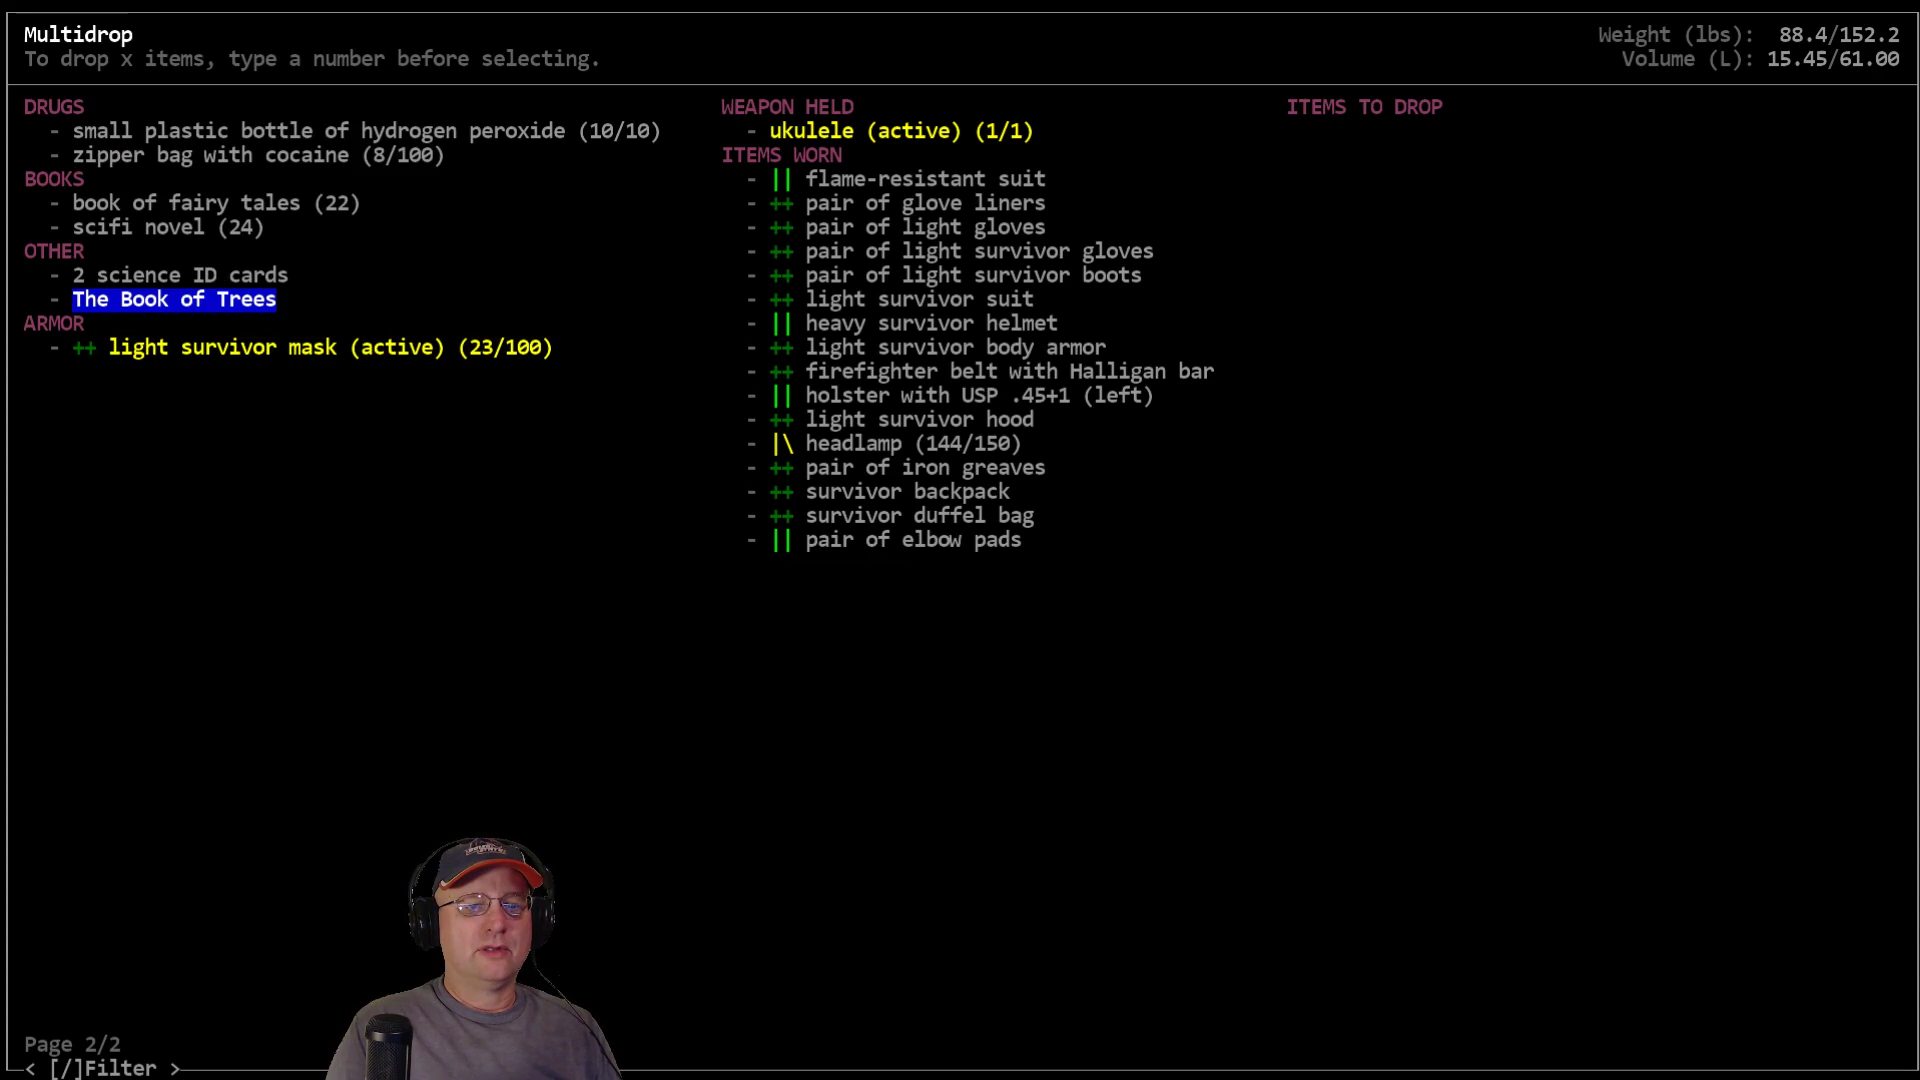 Multidrop
To drop x items, type a number before selecting.
Weight (lbs): 88.4/152.2
Volume (L): 15.45/61.00
DRUGS
- small plastic bottle of hydrogen peroxide (10/10)
- zipper bag with cocaine (8/100)
BOOKS
- book of fairy tales (22)
- scifi novel (24)
OTHER
- 2 science ID cards
- The Book of Trees
ARMOR
- ++ light survivor mask (active) (23/100)
WEAPON HELD
- ukulele (active) (1/1)
ITEMS WORN
- || flame-resistant suit
- ++ pair of glove liners
- ++ pair of light gloves
- ++ pair of light survivor gloves
- ++ pair of light survivor boots
- ++ light survivor suit
- || heavy survivor helmet
- ++ light survivor body armor
- ++ firefighter belt with Halligan bar
- || holster with USP .45+1 (left)
- ++ light survivor hood
- |\ headlamp (144/150)
- ++ pair of iron greaves
- ++ survivor backpack
- ++ survivor duffel bag
- || pair of elbow pads
ITEMS TO DROP
Page 2/2
< [/]Filter >